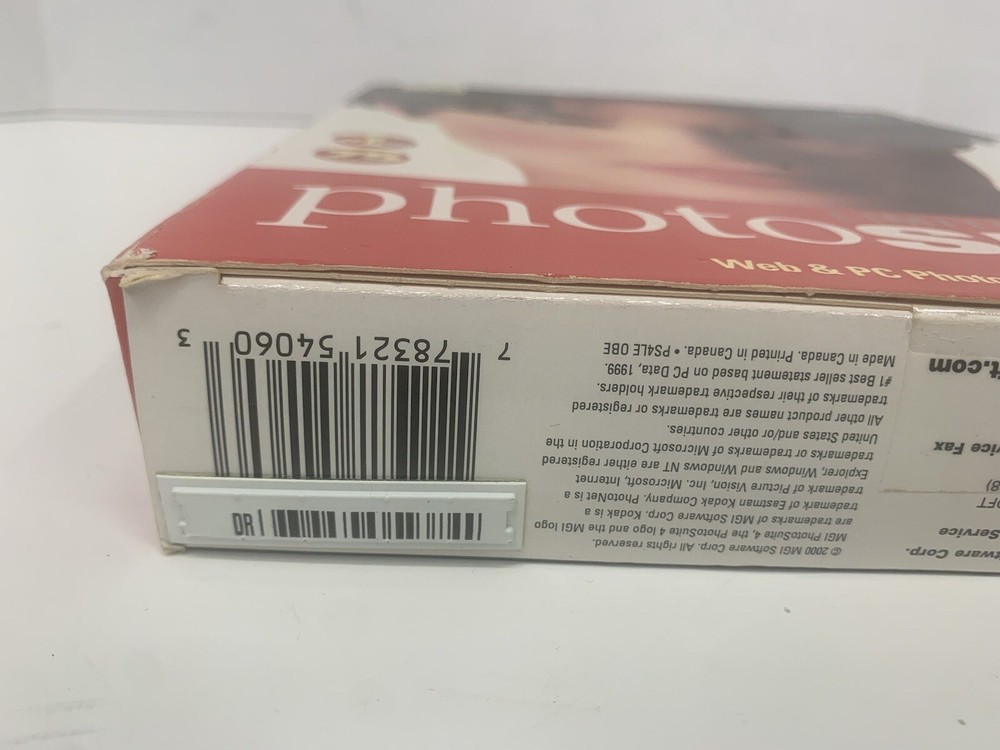 photos
Web & PC Photo
7 78321 54060 3
DR
© 2000 MGI Software Corp. All rights reserved.
MGI PhotoSuite, 4, the PhotoSuite 4 logo and the MGI logo
are trademarks of MGI Software Corp. Kodak is a
trademark of Eastman Kodak Company. PhotoNet is a
trademark of Picture Vision, Inc. Microsoft, Internet
Explorer, Windows and Windows NT are either registered
trademarks or trademarks of Microsoft Corporation in the
United States and/or other countries.
All other product names are trademarks or registered
trademarks of their respective trademark holders.
#1 Best seller statement based on PC Data, 1999.
Made in Canada. Printed in Canada. • PS4LE OBE
tware Corp.
Service
OFT
8)
vice Fax
ft.com